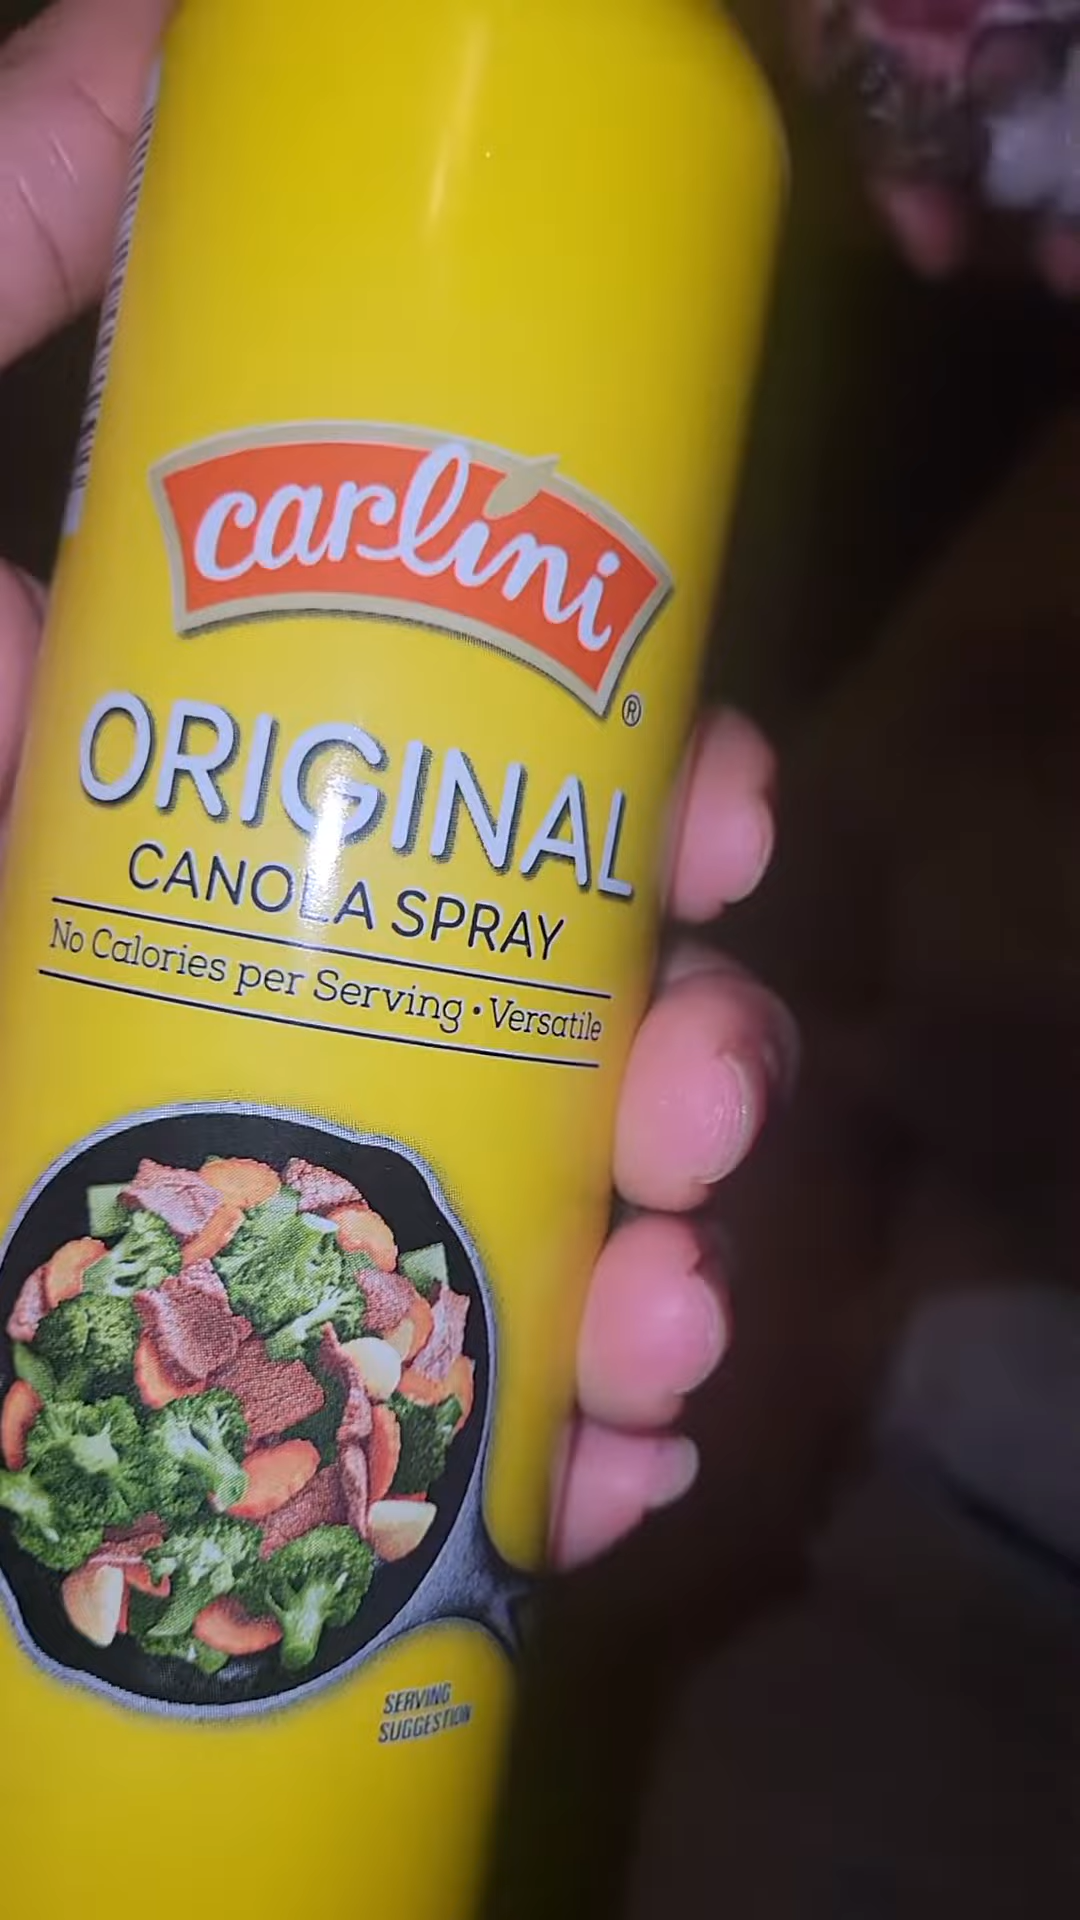 carlini
®
ORIGINAL
CANOLA SPRAY
No Calories per Serving • Versatile
SERVING
SUGGESTION